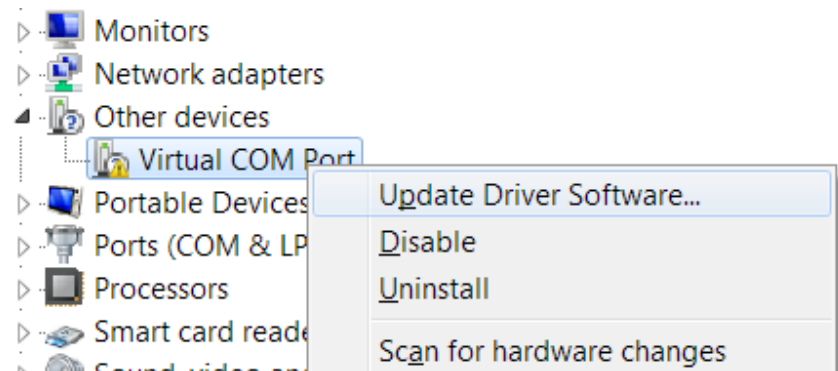 Monitors
Network adapters
Other devices
Virtual COM Port
Portable Devices
Update Driver Software...
Ports (COM & LP
Disable
Processors
Uninstall
Smart card reade
Scan for hardware changes